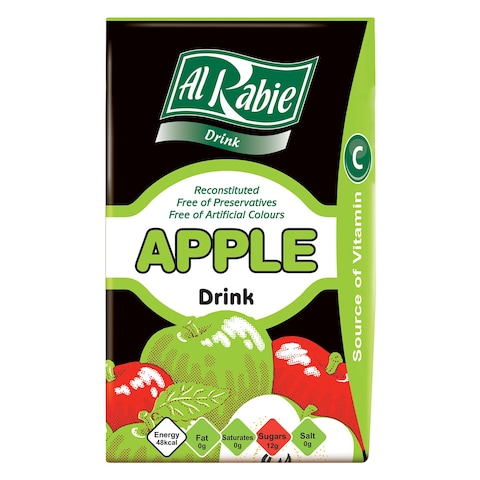 Al Rabie
Drink
Reconstituted
Free of Preservatives
Free of Artificial Colours
APPLE
Drink
Source of Vitamin C
Energy
48kcal
Fat
0g
Saturates
0g
Sugars
12g
Salt
0g